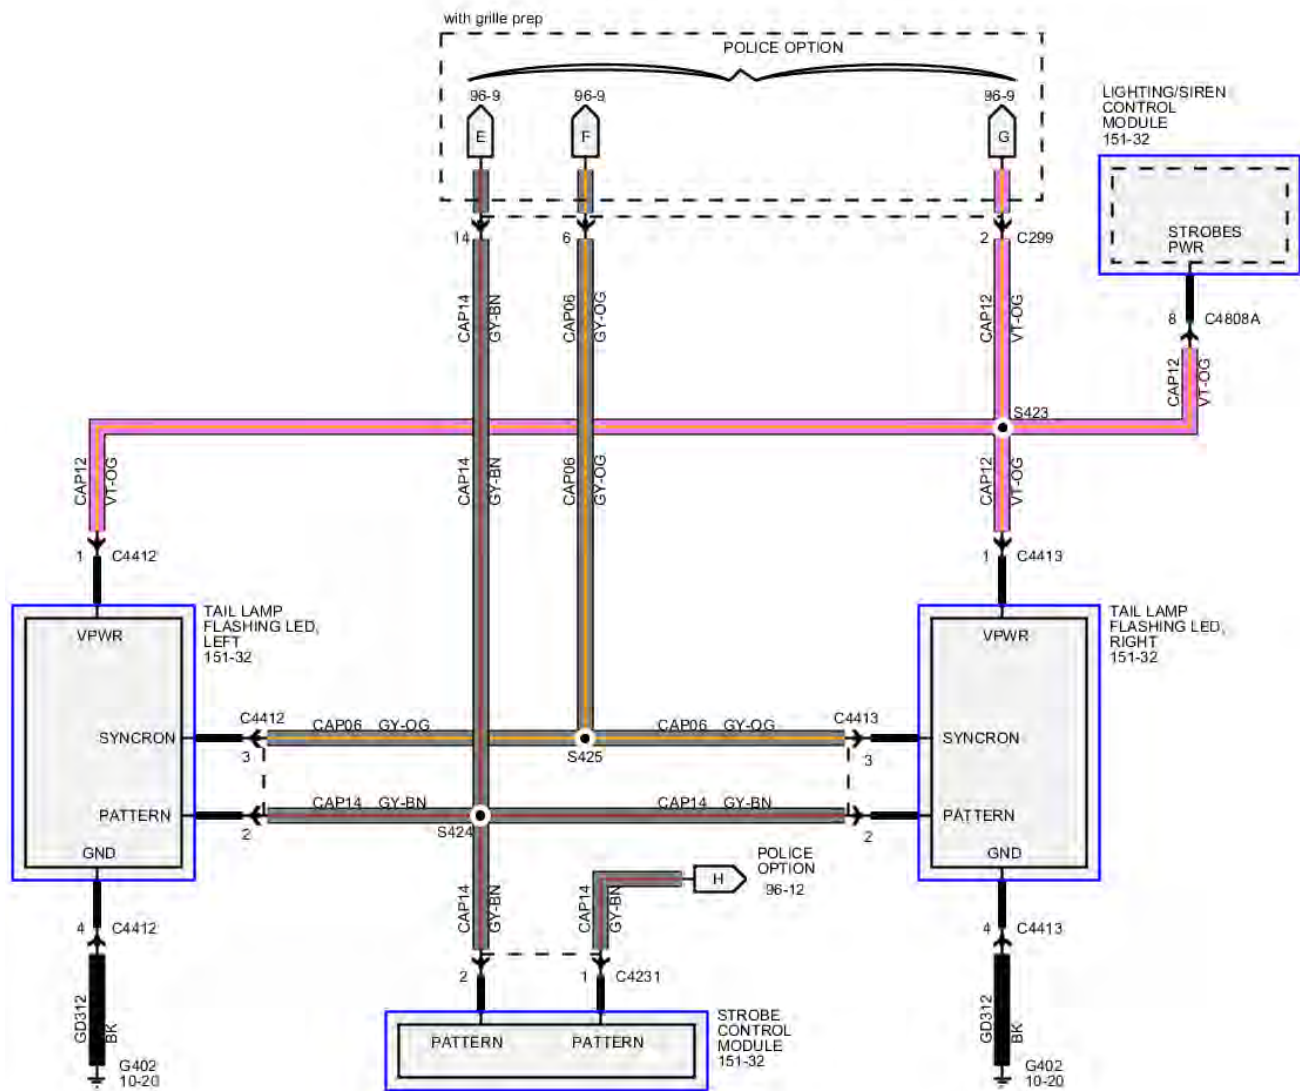 with grille prep
POLICE OPTION
96-9
96-9
96-9
E
F
G
LIGHTING/SIREN
CONTROL
MODULE
151-32
STROBES
PWR
14
6
2
C299
8
C4808A
CAP14
GY-BN
CAP06
GY-OG
CAP12
VT-OG
CAP12
VT-OG
S423
CAP12
VT-OG
CAP14
GY-BN
CAP06
GY-OG
CAP12
VT-OG
1
C4412
1
C4413
TAIL LAMP
FLASHING LED,
LEFT
151-32
VPWR
TAIL LAMP
FLASHING LED,
RIGHT
151-32
VPWR
C4412
CAP06 GY-OG
CAP06 GY-OG
C4413
SYNCRON
3
S425
3
SYNCRON
CAP14 GY-BN
CAP14 GY-BN
PATTERN
2
S424
2
PATTERN
GND
GND
POLICE
OPTION
96-12
H
CAP14
GY-BN
CAP14
GY-BN
4
C4412
4
C4413
2
1
C4231
GD312
BK
GD312
BK
STROBE
CONTROL
MODULE
151-32
PATTERN
PATTERN
G402
10-20
G402
10-20